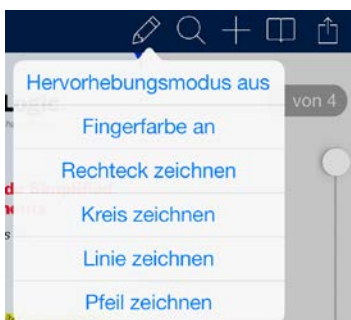 Hervorhebungsmodus aus
von 4
Fingerfarbe an
Rechteck zeichnen
Kreis zeichnen
Linie zeichnen
Pfeil zeichnen